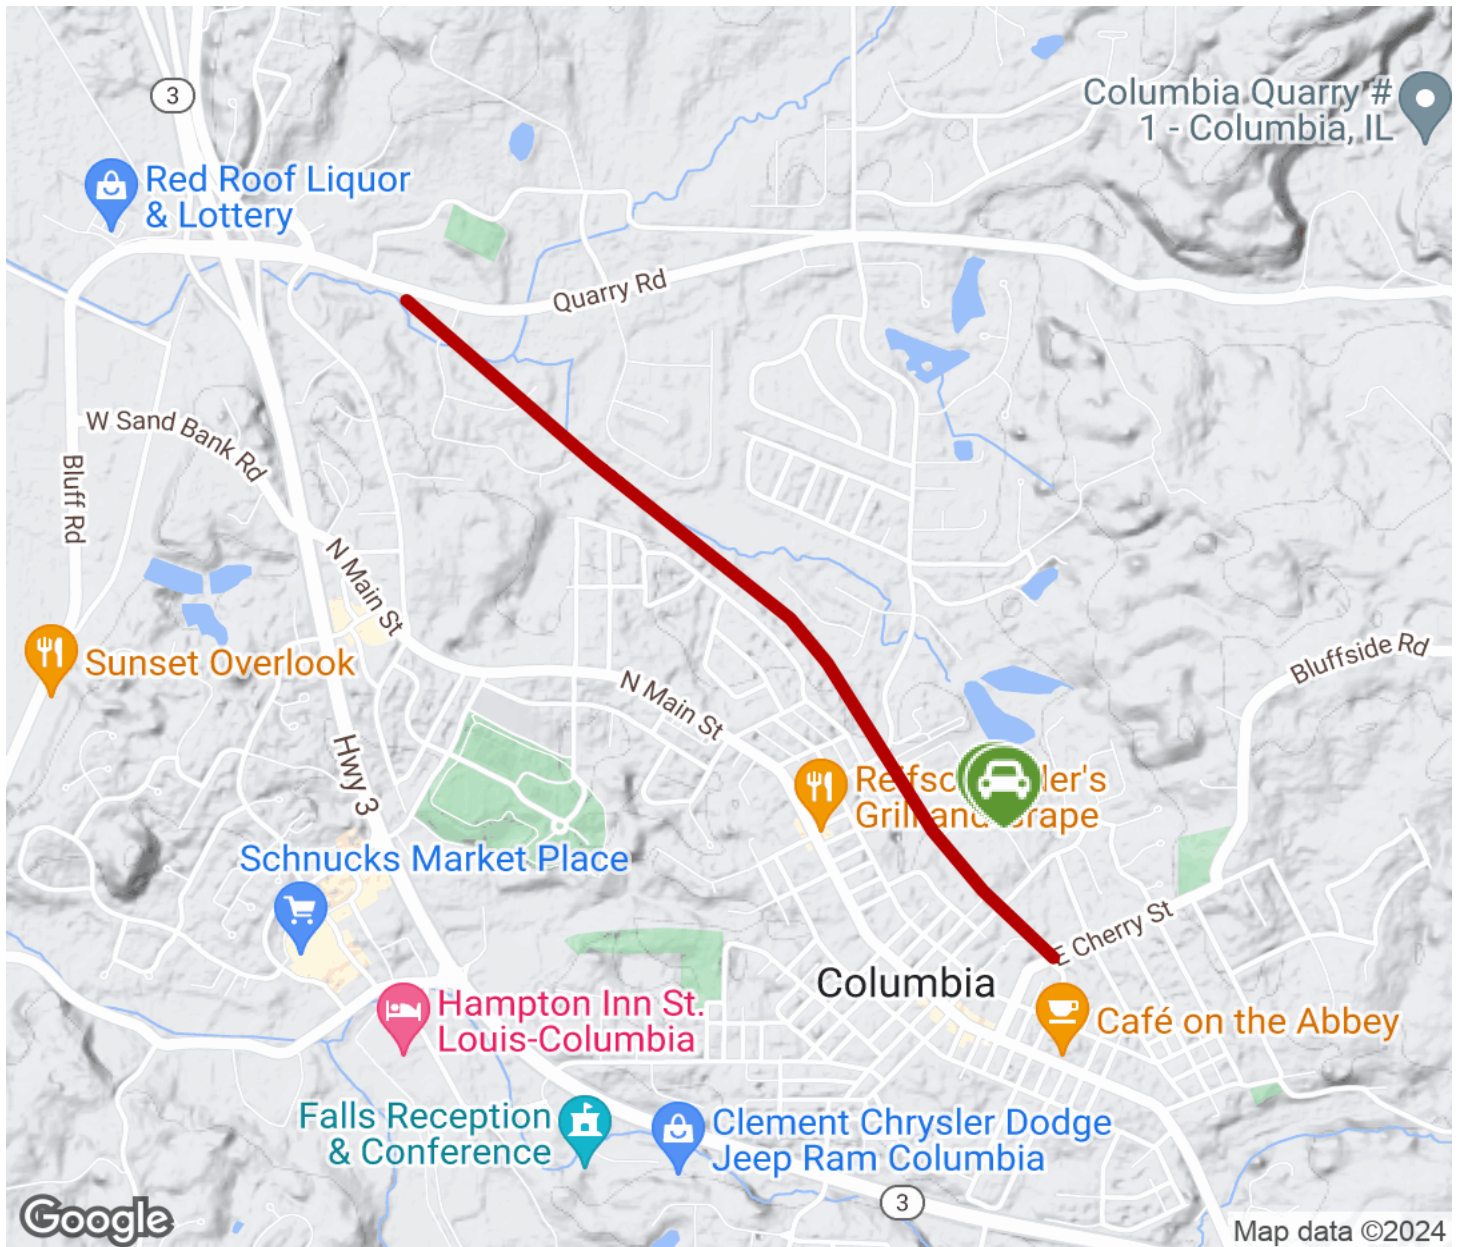 Columbia Quarry #
1 - Columbia, IL
3
Red Roof Liquor
& Lottery
Quarry Rd
W Sand Bank Rd
Bluff Rd
N Main St
Sunset Overlook
Bluffside Rd
N Main St
Hwy 3
Grill and
Schnucks Market Place
E Cherry St
Columbia
Hampton Inn St.
Louis-Columbia
Café on the Abbey
Falls Reception
& Conference
Clement Chrysler Dodge
Jeep Ram Columbia
3
Google
Map data ©2024